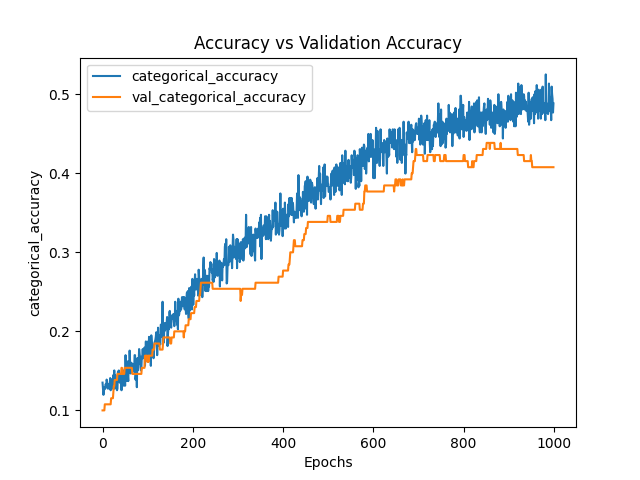 Accuracy vs Validation Accuracy
categorical_accuracy
val_categorical_accuracy
categorical_accuracy
0.5
0.4
0.3
0.2
0.1
0 200 400 600 800 1000
Epochs